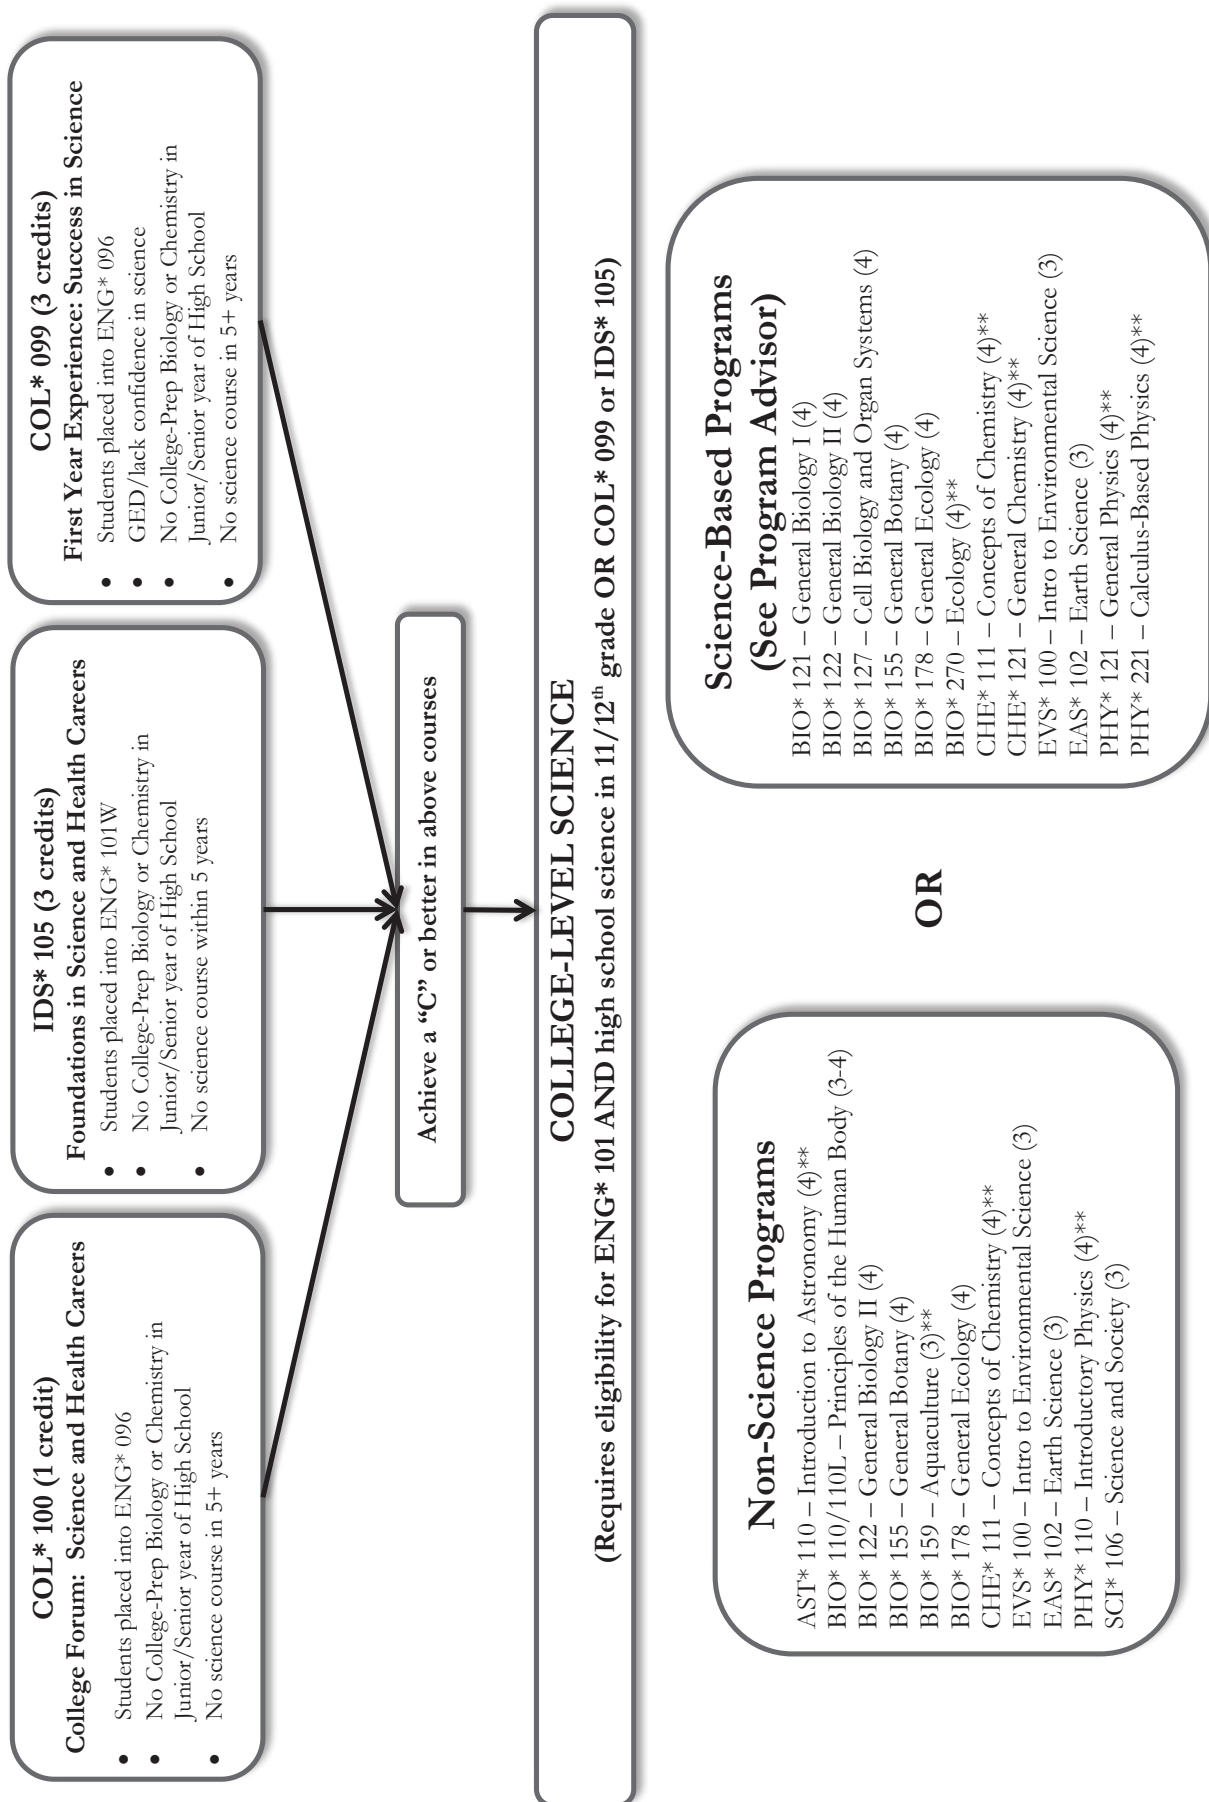 COL* 100 (1 credit)
College Forum:  Science and Health Careers
• Students placed into ENG* 096
• No College-Prep Biology or Chemistry in
Junior/Senior year of High School
• No science course in 5+ years
IDS* 105 (3 credits)
Foundations in Science and Health Careers
• Students placed into ENG* 101W
• No College-Prep Biology or Chemistry in
Junior/Senior year of High School
• No science course within 5 years
COL* 099 (3 credits)
First Year Experience: Success in Science
• Students placed into ENG* 096
• GED/lack confidence in science
• No College-Prep Biology or Chemistry in
Junior/Senior year of High School
• No science course in 5+ years
Achieve a “C” or better in above courses
COLLEGE-LEVEL SCIENCE
(Requires eligibility for ENG* 101 AND high school science in 11/12th grade OR COL* 099 or IDS* 105)
Non-Science Programs
AST* 110 – Introduction to Astronomy (4)**
BIO* 110/110L – Principles of the Human Body (3-4)
BIO* 122 – General Biology II (4)
BIO* 155 – General Botany (4)
BIO* 159 – Aquaculture (3)**
BIO* 178 – General Ecology (4)
CHE* 111 – Concepts of Chemistry (4)**
EVS* 100 – Intro to Environmental Science (3)
EAS* 102 – Earth Science (3)
PHY* 110 – Introductory Physics (4)**
SCI* 106 – Science and Society (3)
OR
Science-Based Programs
(See Program Advisor)
BIO* 121 – General Biology I (4)
BIO* 122 – General Biology II (4)
BIO* 127 – Cell Biology and Organ Systems (4)
BIO* 155 – General Botany (4)
BIO* 178 – General Ecology (4)
BIO* 270 – Ecology (4)**
CHE* 111 – Concepts of Chemistry (4)**
CHE* 121 – General Chemistry (4)**
EVS* 100 – Intro to Environmental Science (3)
EAS* 102 – Earth Science (3)
PHY* 121 – General Physics (4)**
PHY* 221 – Calculus-Based Physics (4)**